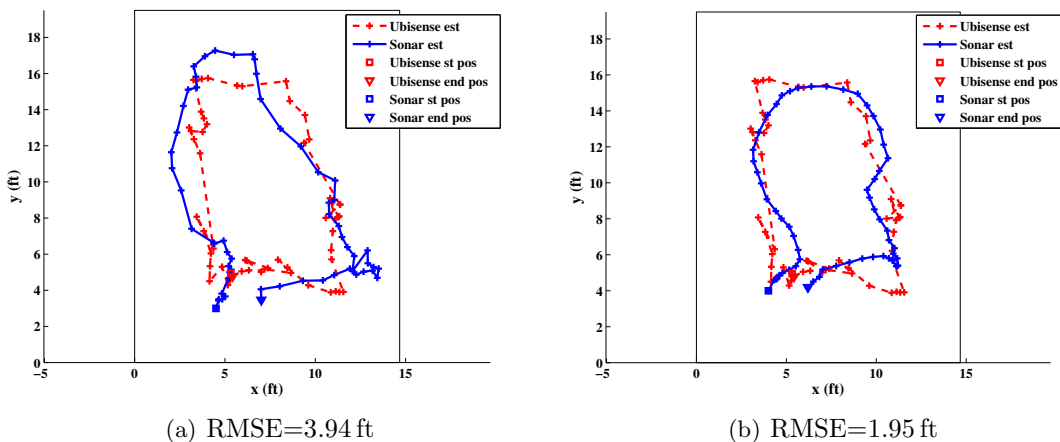 18
16
14
12
10
8
6
4
2
0
-5
0
5
10
15
y (ft)
x (ft)
Ubisense est
Sonar est
Ubisense st pos
Ubisense end pos
Sonar st pos
Sonar end pos
(a) RMSE=3.94 ft
18
16
14
12
10
8
6
4
2
0
-5
0
5
10
15
y (ft)
x (ft)
Ubisense est
Sonar est
Ubisense st pos
Ubisense end pos
Sonar st pos
Sonar end pos
(b) RMSE=1.95 ft